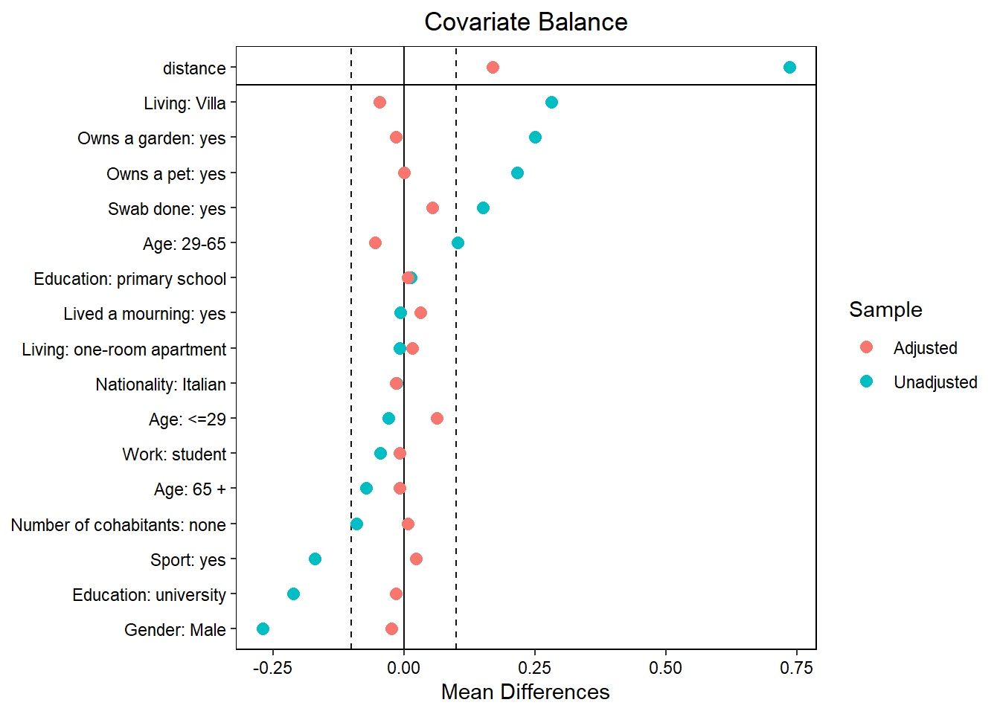 Covariate Balance
distance
Living: Villa
Owns a garden: yes
Owns a pet: yes
Swab done: yes
Age: 29-65
Education: primary school
Lived a mourning: yes
Living: one-room apartment
Nationality: Italian
Age: <=29
Work: student
Age: 65 +
Number of cohabitants: none
Sport: yes
Education: university
Gender: Male
-0.25 0.00 0.25 0.50 0.75
Mean Differences
Sample
Adjusted
Unadjusted